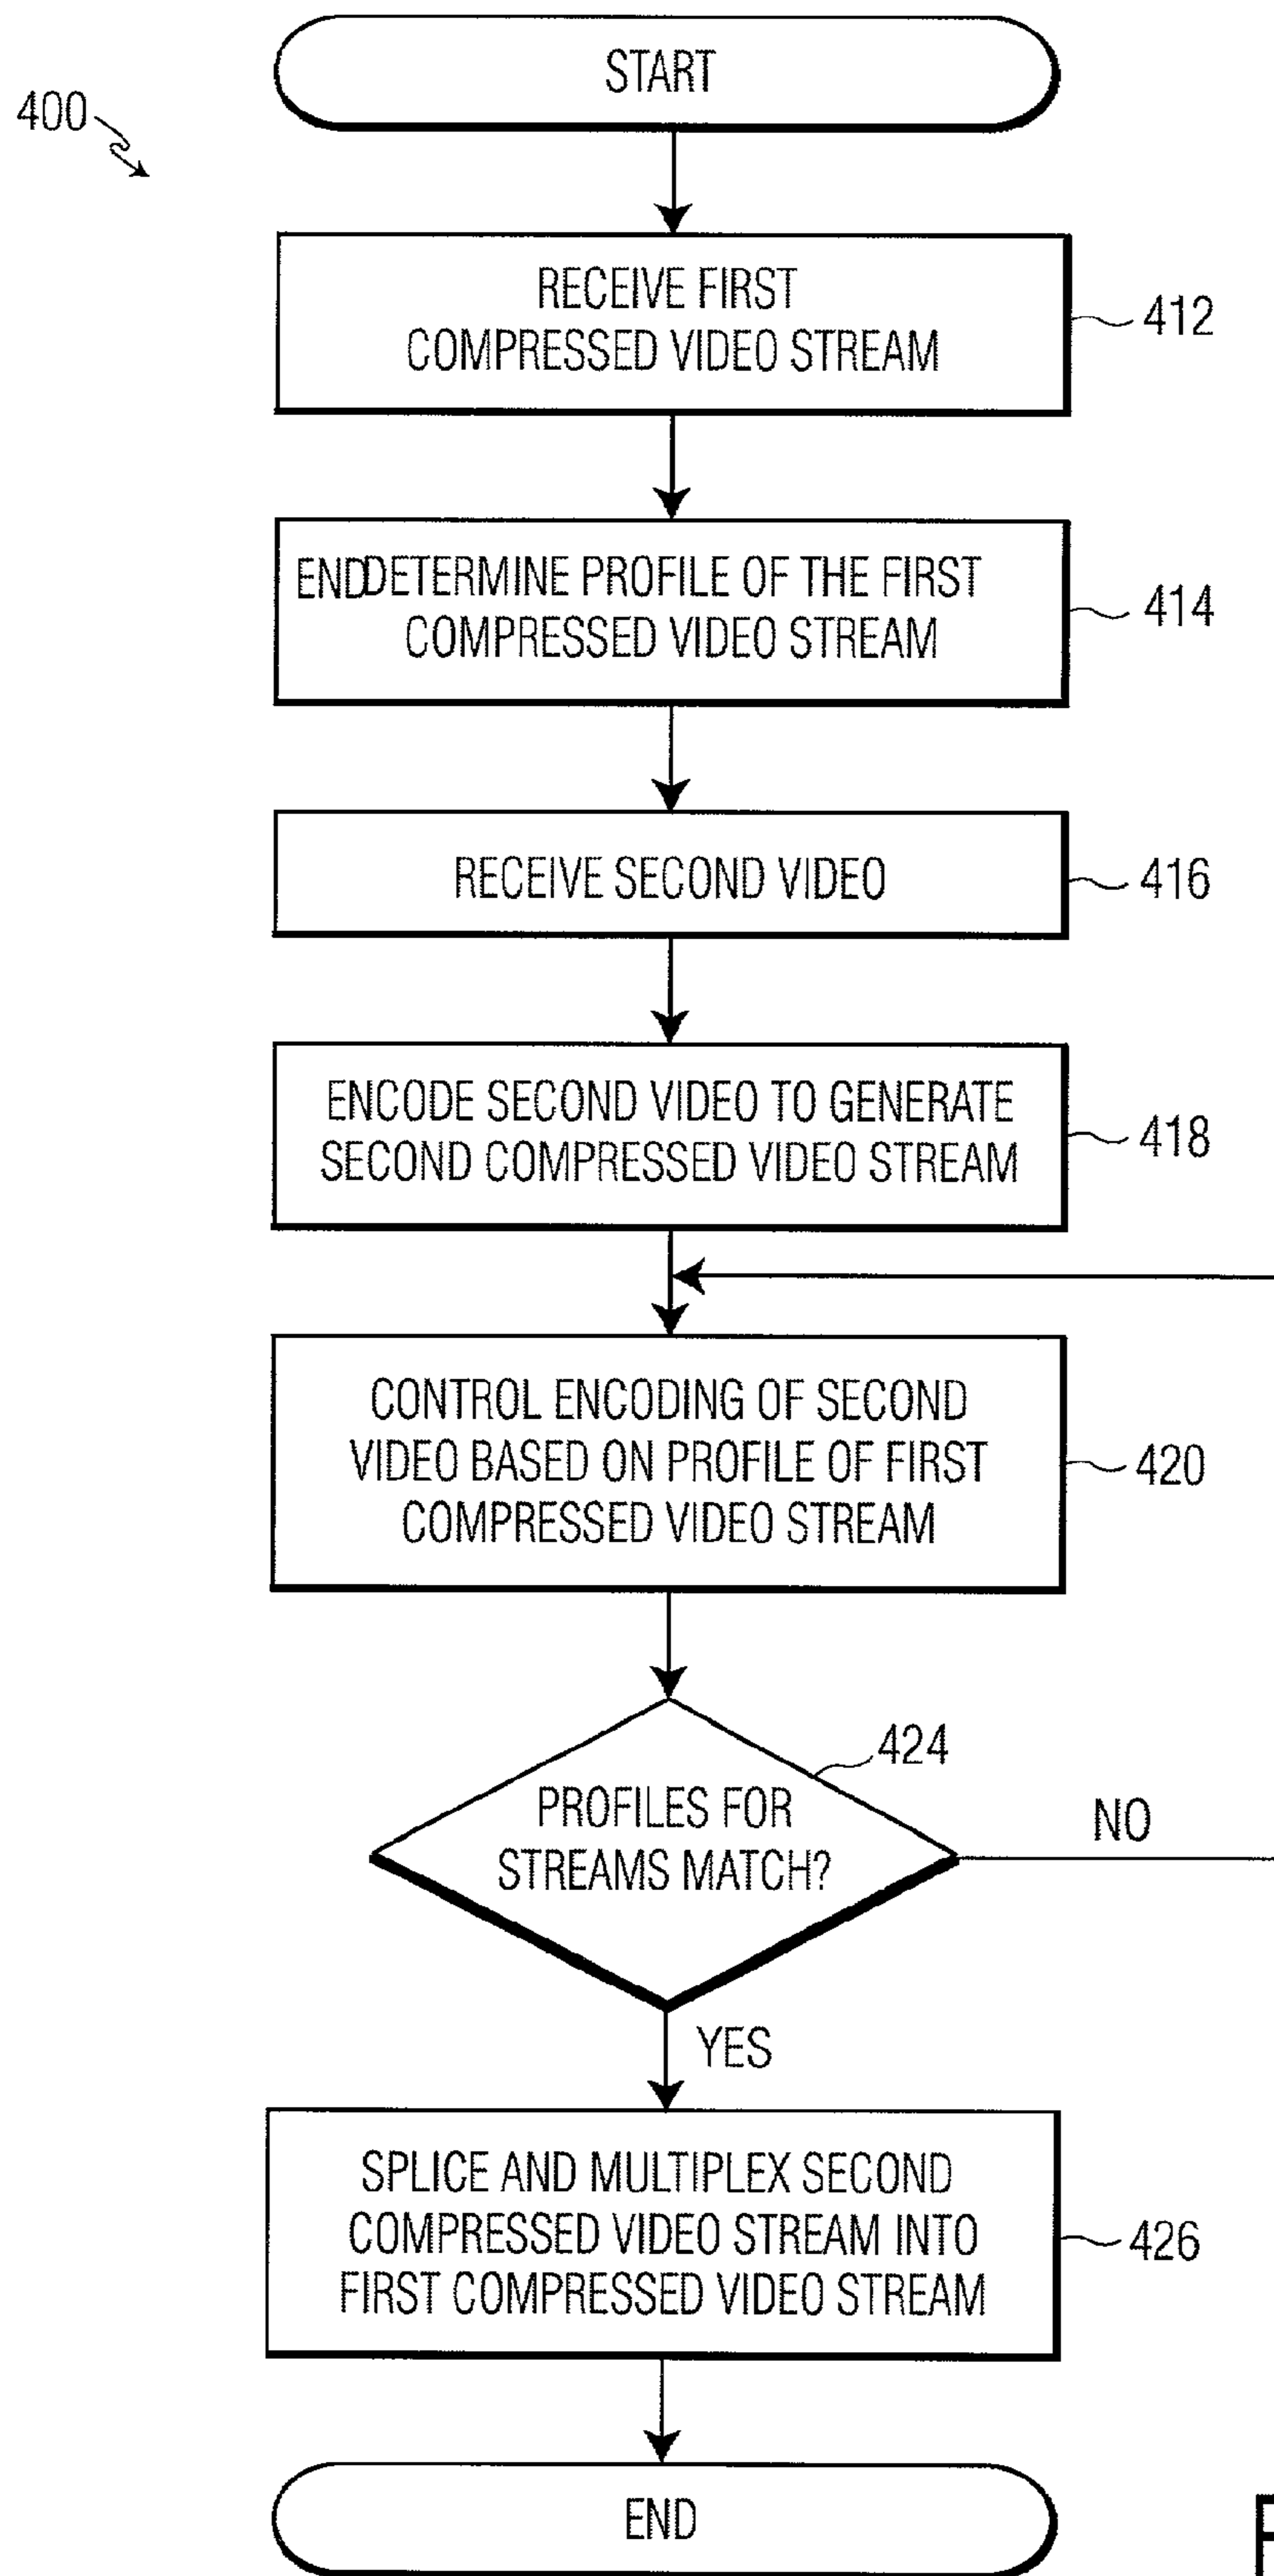 START
400
RECEIVE FIRST
COMPRESSED VIDEO STREAM
412
ENDDETERMINE PROFILE OF THE FIRST
COMPRESSED VIDEO STREAM
414
RECEIVE SECOND VIDEO
416
ENCODE SECOND VIDEO TO GENERATE
SECOND COMPRESSED VIDEO STREAM
418
CONTROL ENCODING OF SECOND
VIDEO BASED ON PROFILE OF FIRST
COMPRESSED VIDEO STREAM
420
424
PROFILES FOR
STREAMS MATCH?
NO
YES
SPLICE AND MULTIPLEX SECOND
COMPRESSED VIDEO STREAM INTO
FIRST COMPRESSED VIDEO STREAM
426
END